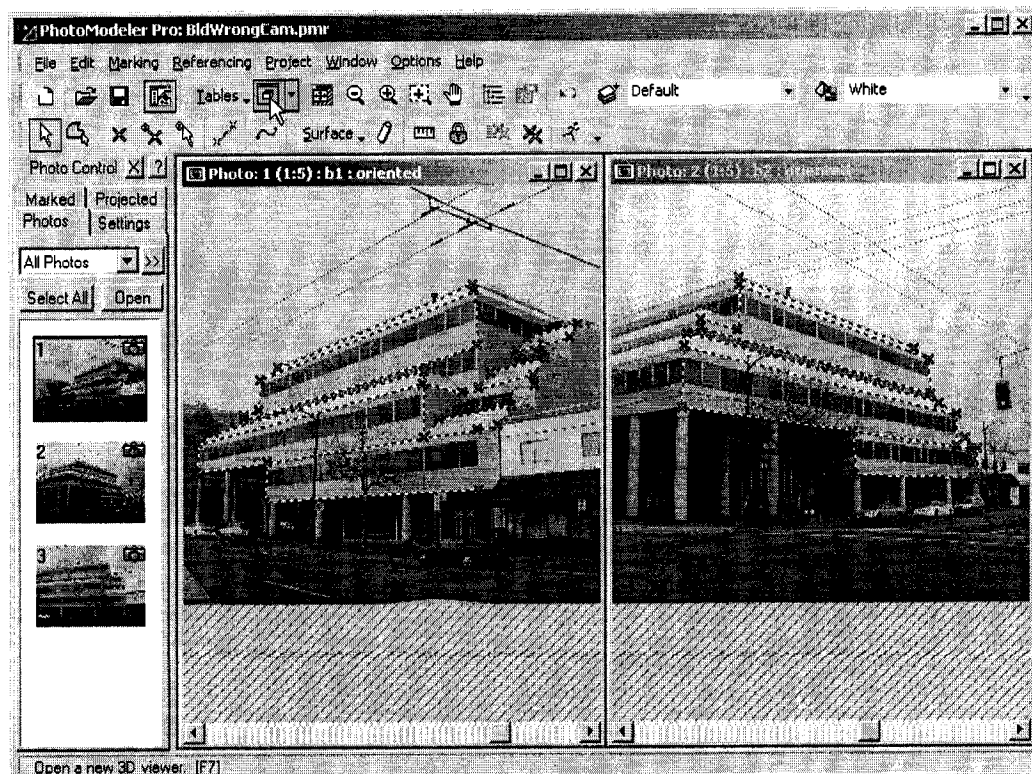 PhotoModeler Pro: BldWrongCam.pmr
File Edit Marking Referencing Project Window Options Help
Tables Default White
Surface
Photo Control X ?
Marked Projected
Photos Settings
All Photos >>
Select All Open
1
2
3
Photo: 1 (1:5) : b1 : oriented
Photo: 2 (1:5) : b2 : oriented
Open a new 3D viewer. [F7]